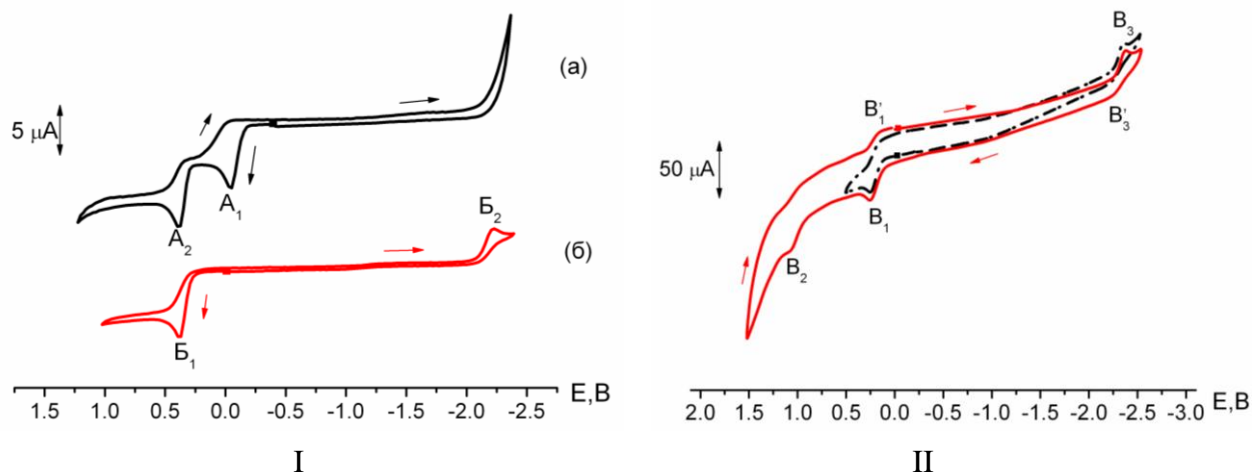 (а)
5 μA
A₁
A₂
Б₂
(б)
Б₁
1.5 1.0 0.5 0.0 -0.5 -1.0 -1.5 -2.0 -2.5 E,B
I
B₃
B'₁
50 μA
B'₃
B₁
B₂
2.0 1.5 1.0 0.5 0.0 -0.5 -1.0 -1.5 -2.0 -2.5 -3.0 E,B
II